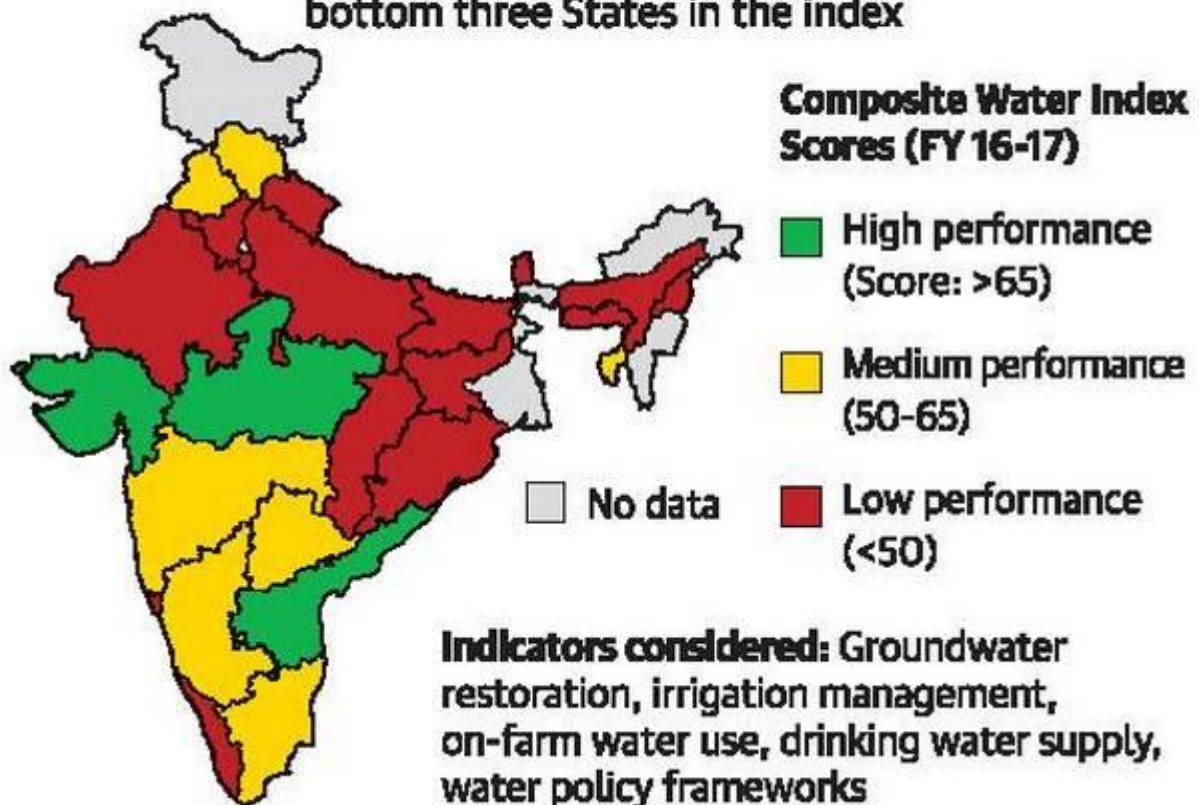 bottom three States in the index
Composite Water Index
Scores (FY 16-17)
High performance
(Score: >65)
Medium performance
(50-65)
No data
Low performance
(<50)
Indicators considered: Groundwater
restoration, irrigation management,
on-farm water use, drinking water supply,
water policy frameworks